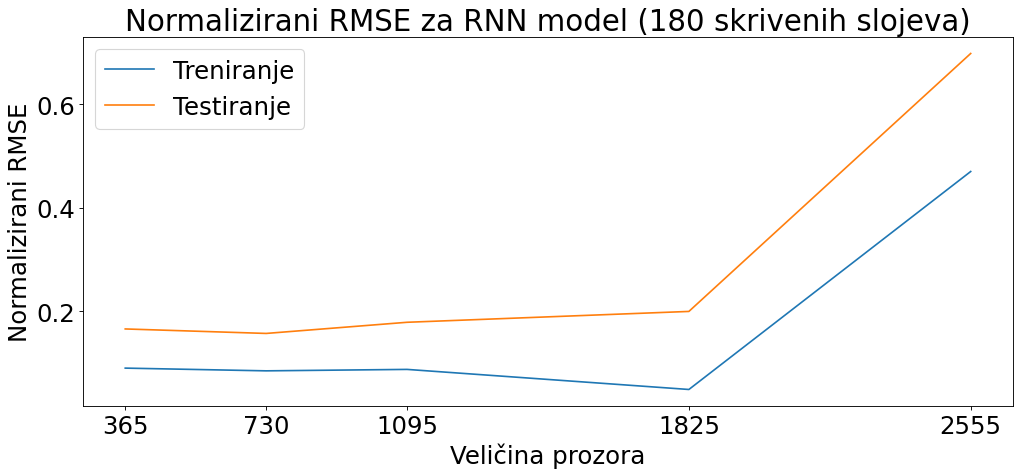 Normalizirani RMSE za RNN model (180 skrivenih slojeva)
Treniranje
Testiranje
Normalizirani RMSE
0.6
0.4
0.2
365 730 1095 1825 2555
Veličina prozora